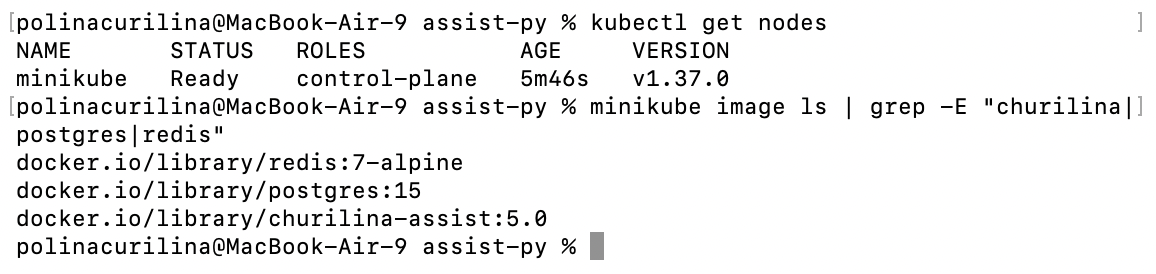 [polinacurilina@MacBook-Air-9 assist-py % kubectl get nodes ]
NAME       STATUS   ROLES           AGE     VERSION
minikube   Ready    control-plane   5m46s   v1.37.0
[polinacurilina@MacBook-Air-9 assist-py % minikube image ls | grep -E "churilina|]
postgres|redis"
docker.io/library/redis:7-alpine
docker.io/library/postgres:15
docker.io/library/churilina-assist:5.0
polinacurilina@MacBook-Air-9 assist-py %